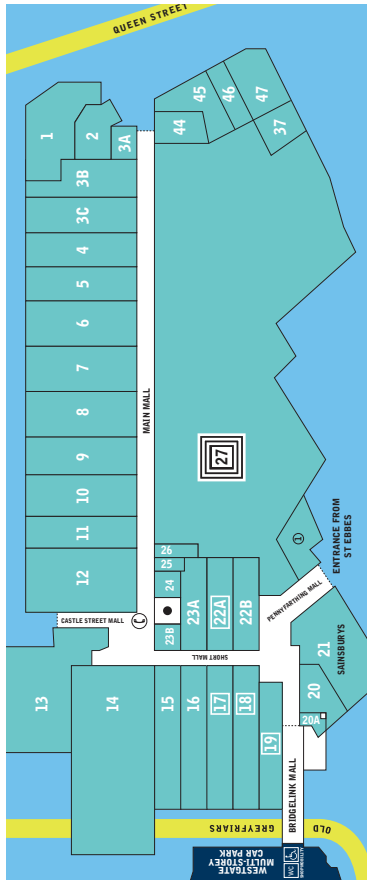 QUEEN STREET
1
2
3A
3B
3C
4
5
6
7
8
9
10
11
12
45
46
47
44
37
MAIN MALL
27
1
ENTRANCE FROM
ST EBBES
26
25
24
23B
23A
22A
22B
PENNYFARTHING MALL
CASTLE STREET MALL
SHORT MALL
21
SAINSBURYS
20
20A
13
14
15
16
17
18
19
BRIDGELINK MALL
OLD
GREYFRIARS
WESTGATE
MULTI-STOREY
CAR PARK
WC
SHOPMOBILITY